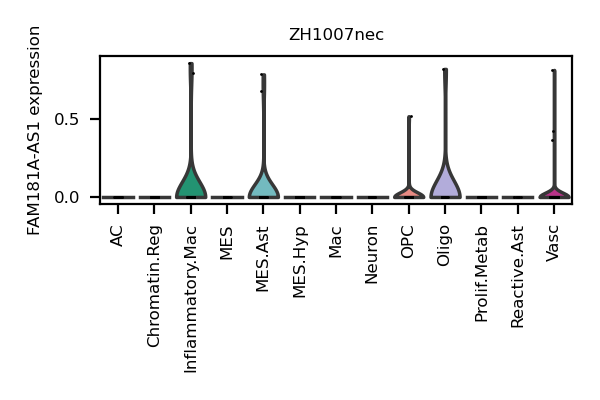 ZH1007nec
FAM181A-AS1 expression
0.5
0.0
AC
Chromatin.Reg
Inflammatory.Mac
MES
MES.Ast
MES.Hyp
Mac
Neuron
OPC
Oligo
Prolif.Metab
Reactive.Ast
Vasc